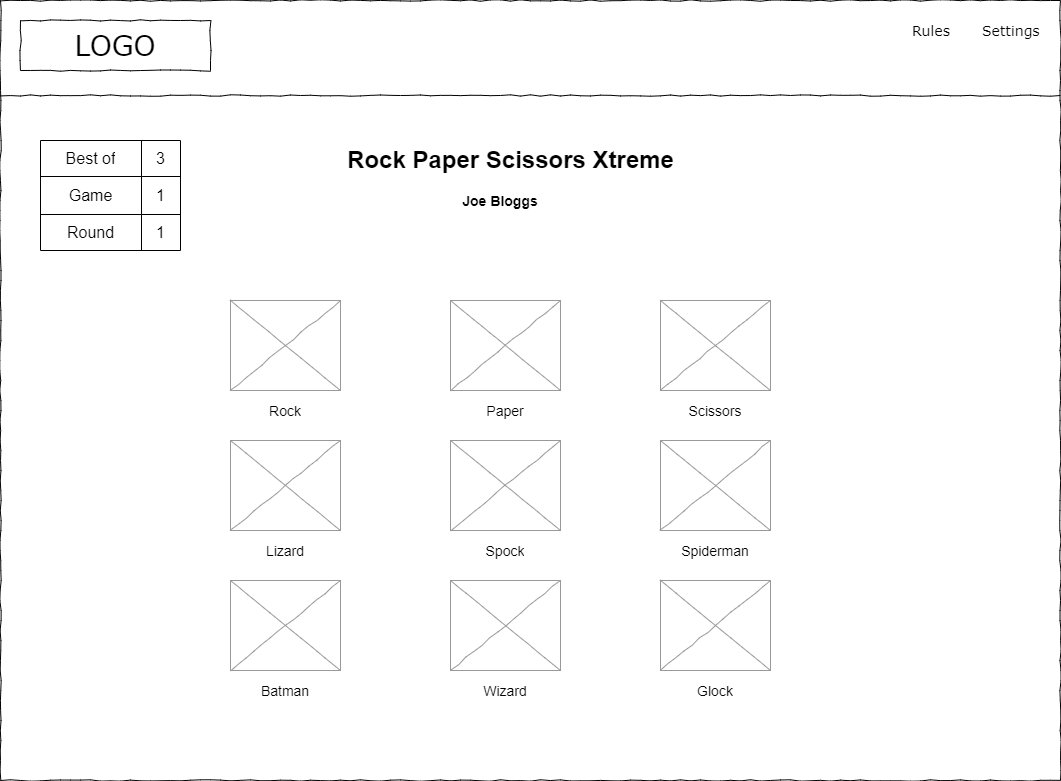 LOGO
Rules Settings
Best of 3
Game 1
Round 1
Rock Paper Scissors Xtreme
Joe Bloggs
Rock Paper Scissors
Lizard Spock Spiderman
Batman Wizard Glock